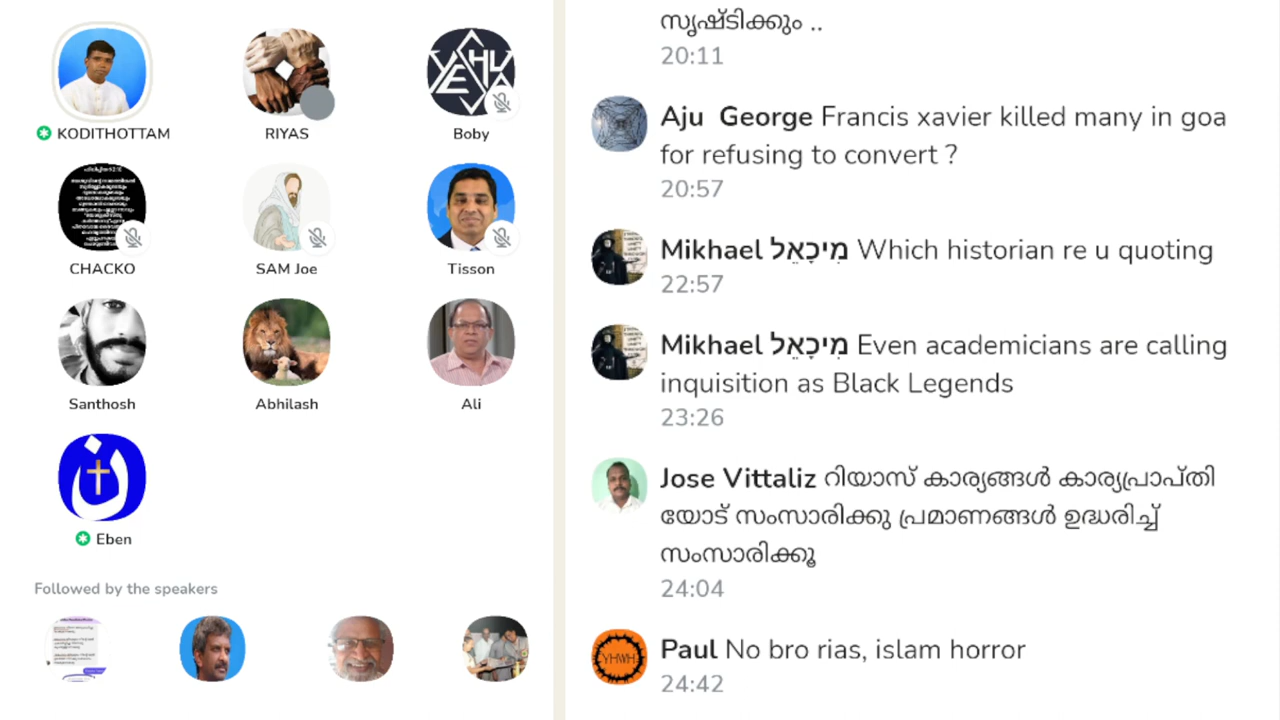 KODITHOTTAM
RIYAS
Boby
CHACKO
SAM Joe
Tisson
Santhosh
Abhilash
Ali
Eben
Followed by the speakers
സൃഷ്ടിക്കും ..
20:11
Aju George Francis xavier killed many in goa
for refusing to convert ?
20:57
Mikhael מִיכָאֵל Which historian re u quoting
22:57
Mikhael מִיכָאֵל Even academicians are calling
inquisition as Black Legends
23:26
Jose Vittaliz റിയാസ് കാര്യങ്ങൾ കാര്യപ്രാപ്തി
യോട് സംസാരിക്കു പ്രമാണങ്ങൾ ഉദ്ധരിച്ച്
സംസാരിക്കൂ
24:04
YHWH
Paul No bro rias, islam horror
24:42